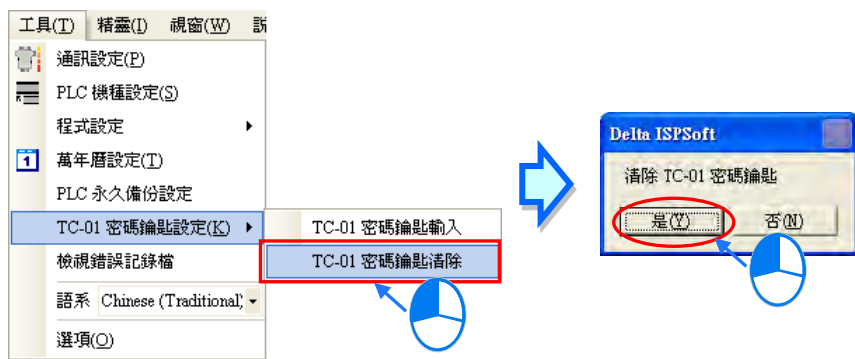 工具(T) 精靈(I) 視窗(W)
通訊設定(P)
PLC 機種設定(S)
程式設定
1 萬年曆設定(T)
PLC 永久備份設定
TC-01 密碼鑰匙設定(K)
檢視錯誤記錄檔
語系 Chinese (Traditional)
選項(O)
TC-01 密碼鑰匙輸入
TC-01 密碼鑰匙清除
Delta ISPSoft
清除 TC-01 密碼鑰匙
是(Y) 否(N)